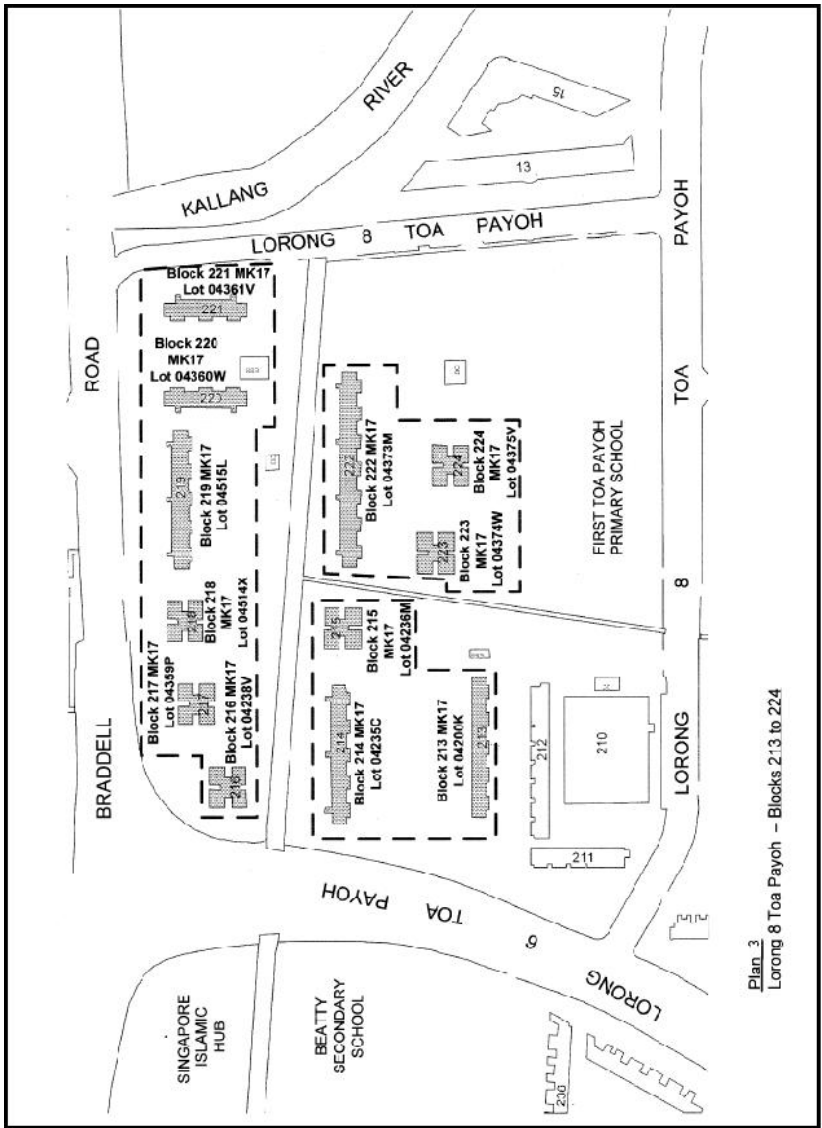 RIVER
KALLANG
15
13
LORONG 8 TOA PAYOH
PAYOH
Block 221 MK17
Lot 04361V
221
Block 220
MK17
Lot 04360W
220
ROAD
TOA
219
Block 219 MK17
Lot 04515L
222
Block 222 MK17
Lot 04373M
224
Block 224
MK17
Lot 04375V
223
Block 223
MK17
Lot 04374W
FIRST TOA PAYOH
PRIMARY SCHOOL
8
218
Block 218
MK17
Lot 04514X
Block 217 MK17
Lot 04359P
217
Block 216 MK17
Lot 04238V
216
215
Block 215
MK17
Lot 04236M
214
Block 214 MK17
Lot 04235C
Block 213 MK17
Lot 04200K
213
212
210
211
BRADDELL
LORONG
PAYOH
TOA
6
LORONG
SINGAPORE
ISLAMIC
HUB
BEATTY
SECONDARY
SCHOOL
230
Plan 3
Lorong 8 Toa Payoh – Blocks 213 to 224